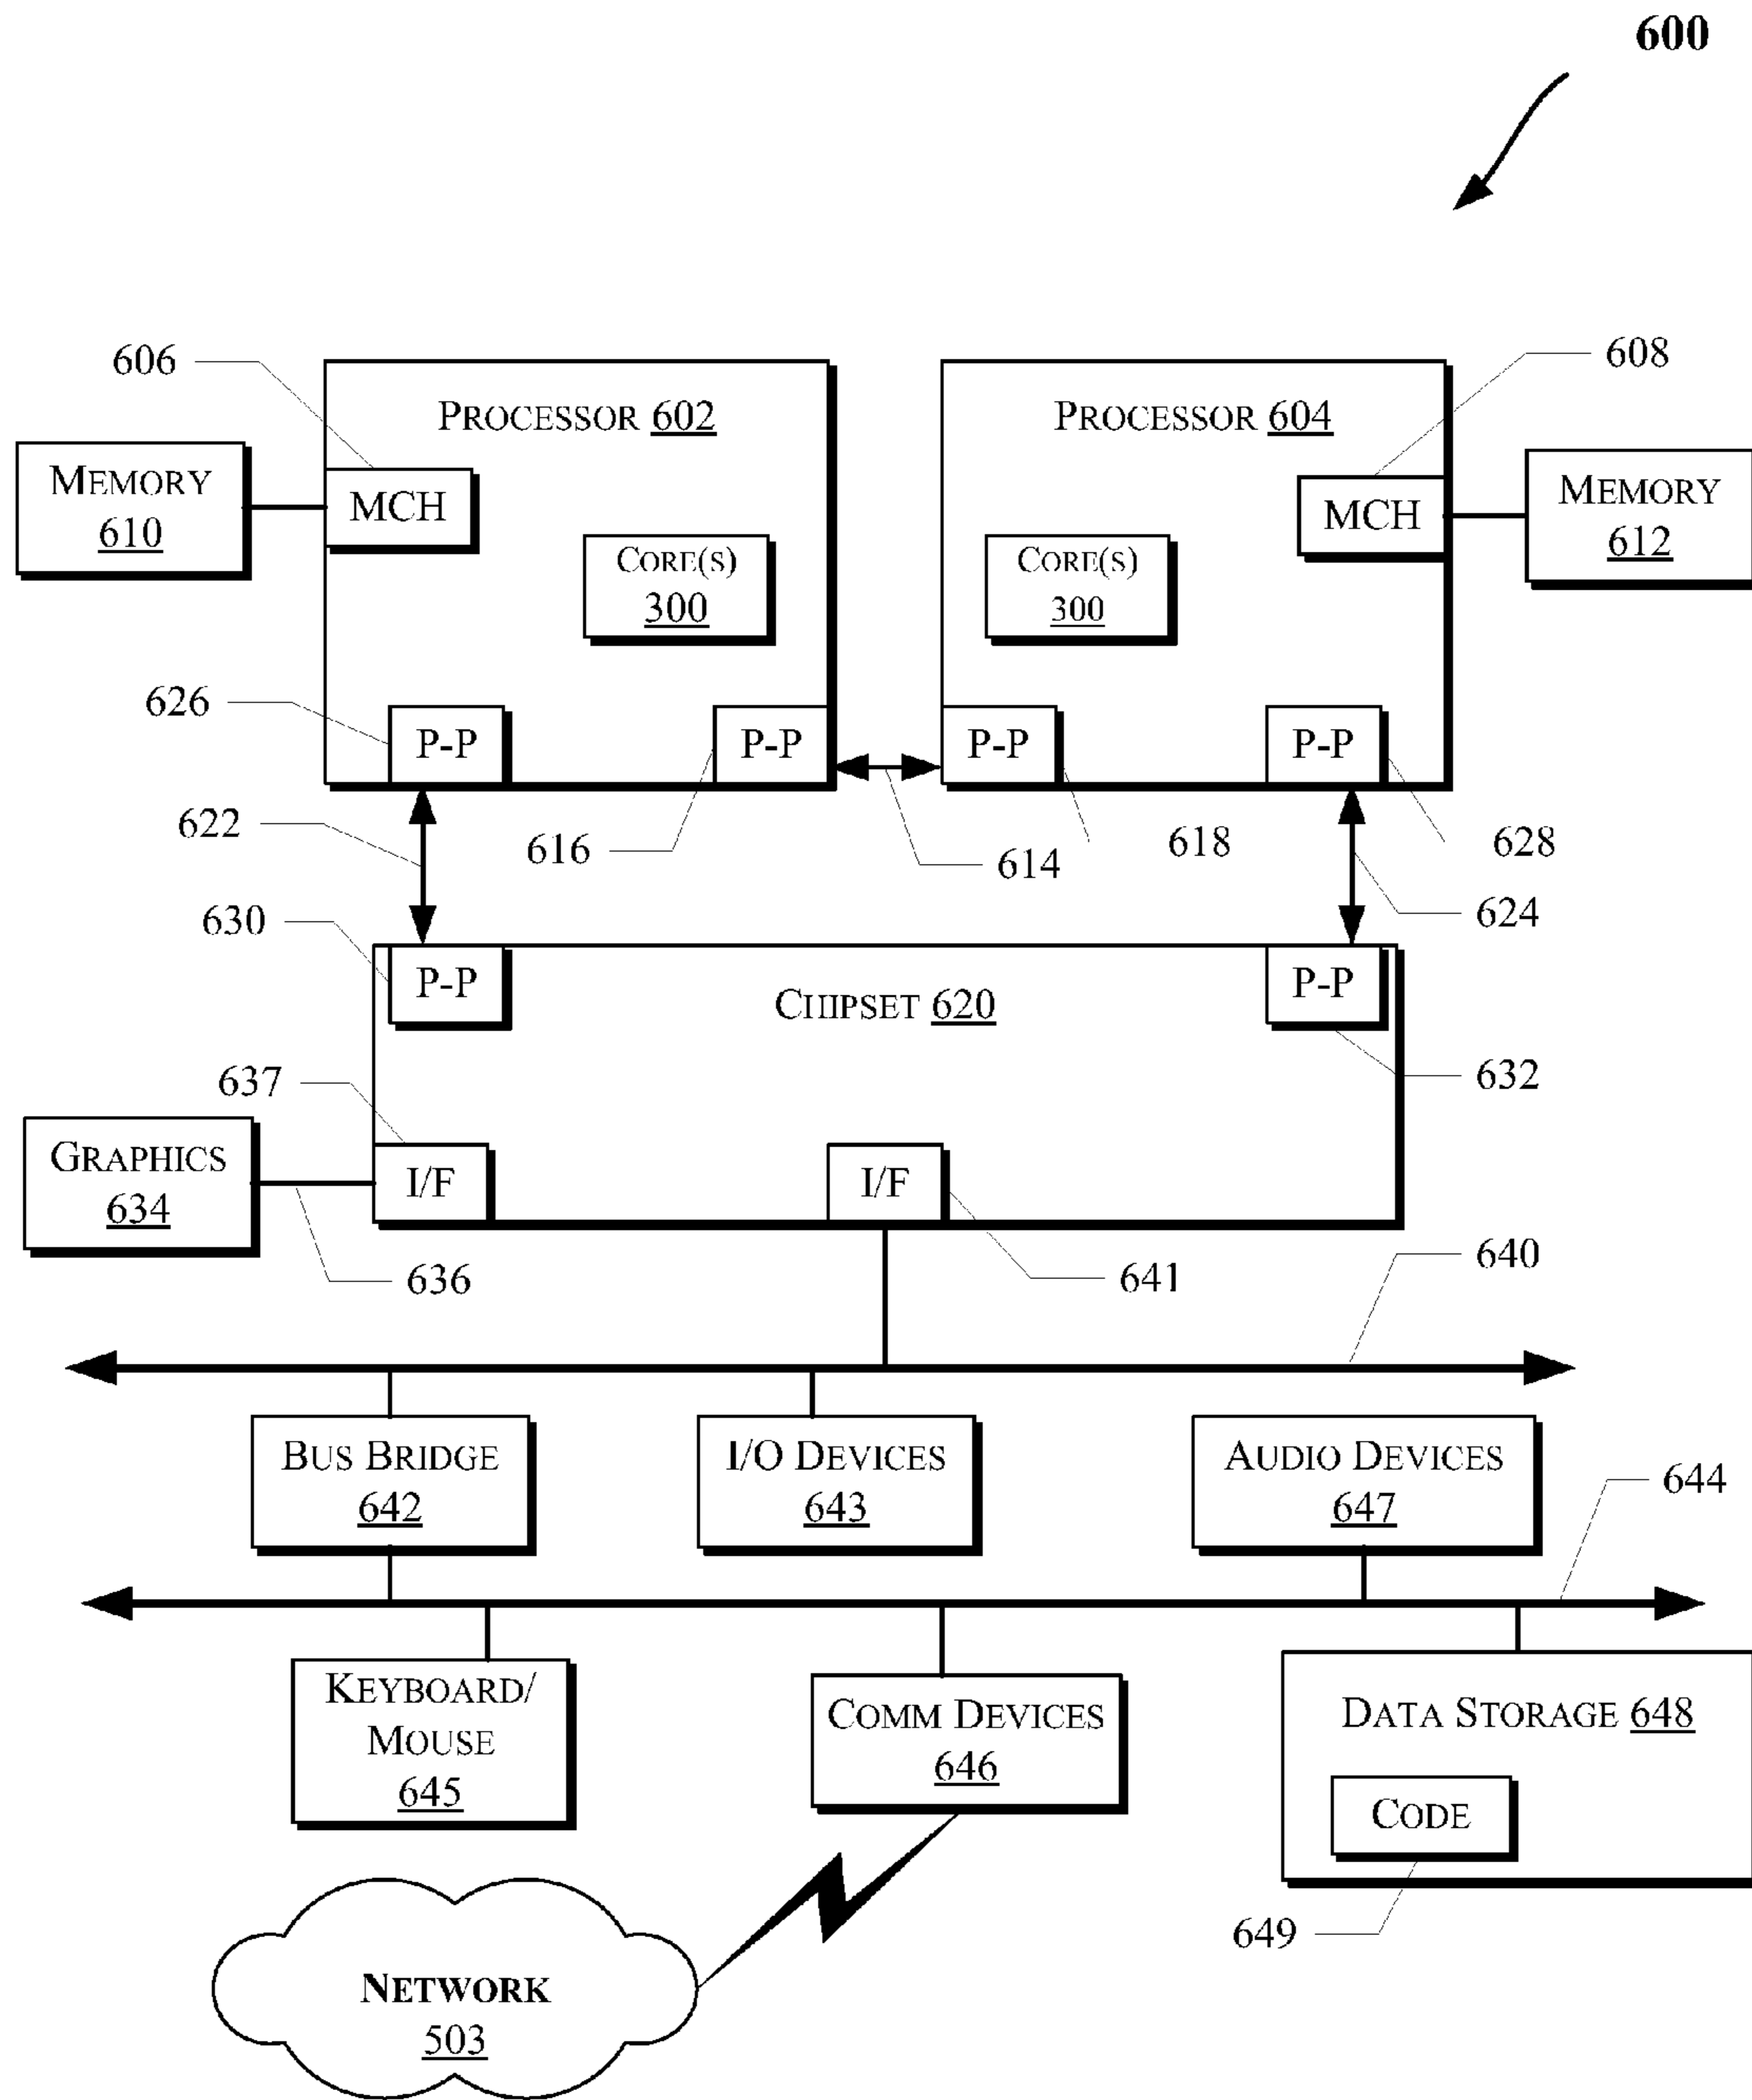 600
606
608
PROCESSOR 602
PROCESSOR 604
MEMORY
610
MCH
MCH
MEMORY
612
CORE(S)
300
CORE(S)
300
626
P-P
P-P
P-P
P-P
622
616
614
618
628
624
630
P-P
CHIPSET 620
P-P
632
637
GRAPHICS
634
I/F
I/F
636
641
640
BUS BRIDGE
642
I/O DEVICES
643
AUDIO DEVICES
647
644
KEYBOARD/
MOUSE
645
COMM DEVICES
646
DATA STORAGE 648
CODE
649
NETWORK
503